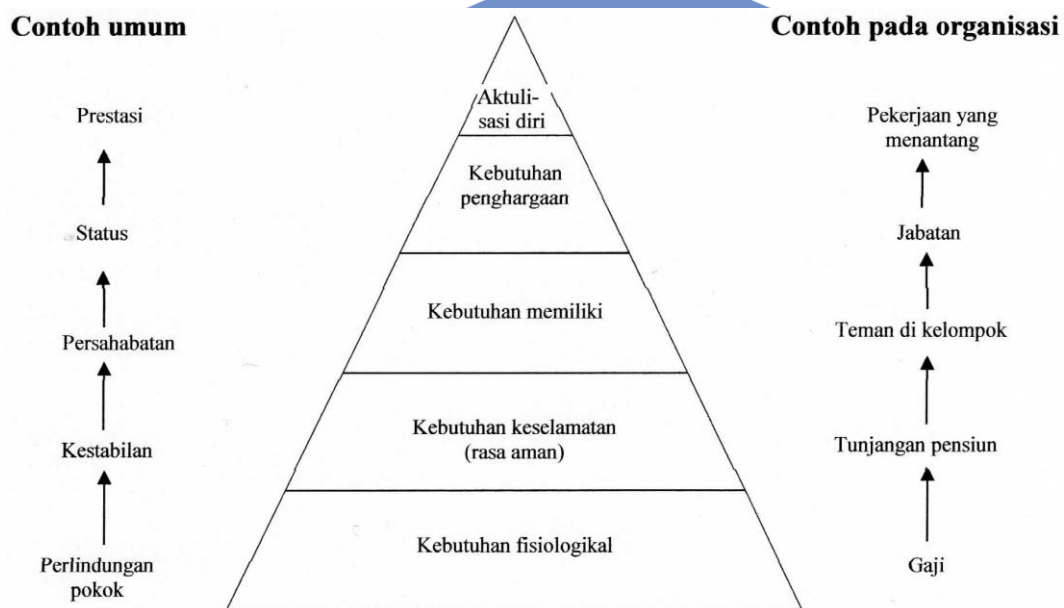 Contoh umum
Contoh pada organisasi
Prestasi
Status
Persahabatan
Kestabilan
Perlindungan
pokok
Aktuli-
sasi diri
Kebutuhan
penghargaan
Kebutuhan memiliki
Kebutuhan keselamatan
(rasa aman)
Kebutuhan fisiologikal
Pekerjaan yang
menantang
Jabatan
Teman di kelompok
Tunjangan pensiun
Gaji